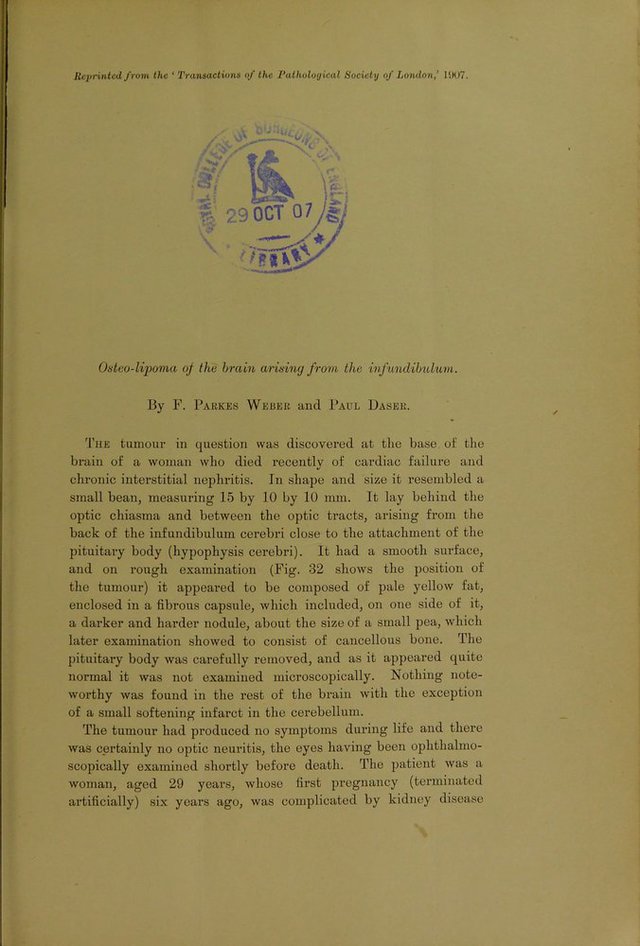 Reprinted from the ‘Transactions of the Pathological Society of London,’ 1907.
ROYAL COLLEGE OF SURGEONS OF ENGLAND
29 OCT 07
* LIBRARY *
Osteo-lipoma of the brain arising from the infundibulum.
By F. Parkes Weber and Paul Daser.
The tumour in question was discovered at the base of the
brain of a woman who died recently of cardiac failure and
chronic interstitial nephritis. In shape and size it resembled a
small bean, measuring 15 by 10 by 10 mm. It lay behind the
optic chiasma and between the optic tracts, arising from the
back of the infundibulum cerebri close to the attachment of the
pituitary body (hypophysis cerebri). It had a smooth surface,
and on rough examination (Fig. 32 shows the position of
the tumour) it appeared to be composed of pale yellow fat,
enclosed in a fibrous capsule, which included, on one side of it,
a darker and harder nodule, about the size of a small pea, which
later examination showed to consist of cancellous bone. The
pituitary body was carefully removed, and as it appeared quite
normal it was not examined microscopically. Nothing note-
worthy was found in the rest of the brain with the exception
of a small softening infarct in the cerebellum.
The tumour had produced no symptoms during life and there
was certainly no optic neuritis, the eyes having been ophthalmo-
scopically examined shortly before death. The patient was a
woman, aged 29 years, whose first pregnancy (terminated
artificially) six years ago, was complicated by kidney disease